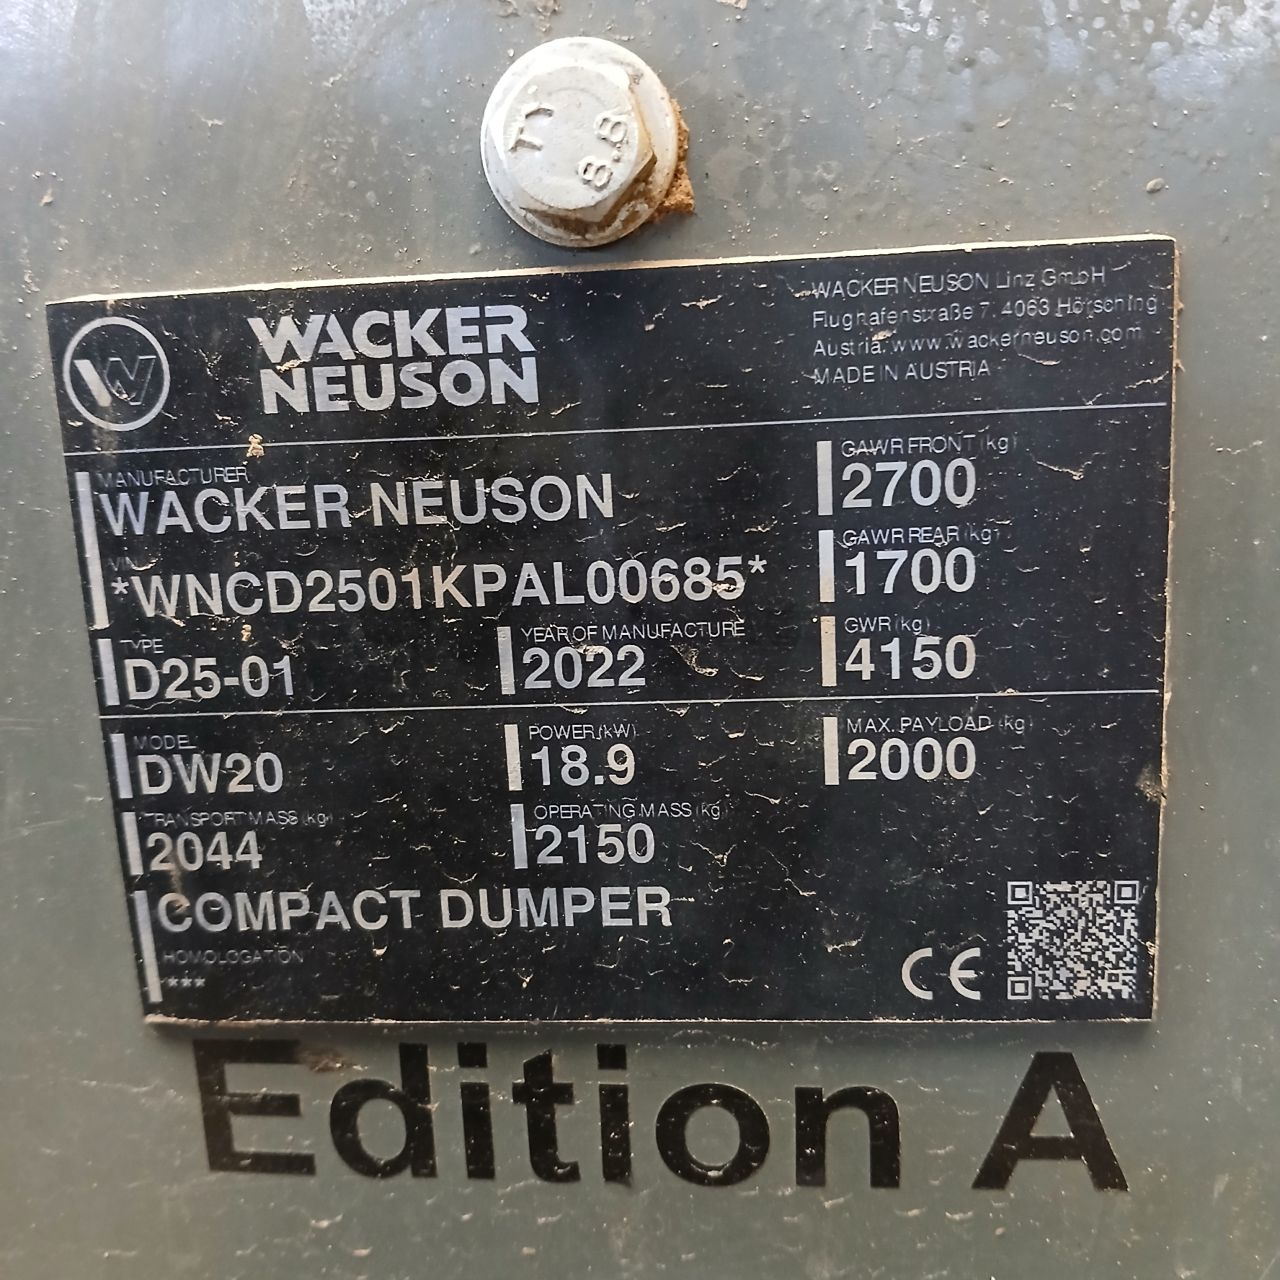 8.8
WACKER
NEUSON
WACKER NEUSON Linz GmbH
Flughafenstraße 7, 4063 Hörsching
Austria, www.wackerneuson.com
MADE IN AUSTRIA
MANUFACTURER
WACKER NEUSON
VIN
*WNCD2501KPAL00685*
TYPE
D25-01
YEAR OF MANUFACTURE
2022
GAWR FRONT (kg)
2700
GAWR REAR (kg)
1700
GWR (kg)
4150
MODEL
DW20
POWER (kW)
18.9
MAX. PAYLOAD (kg)
2000
TRANSPORT MASS (kg)
2044
OPERATING MASS (kg)
2150
COMPACT DUMPER
HOMOLOGATION
***
CE
Edition A